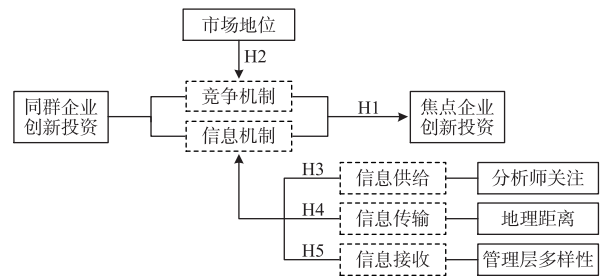 市场地位
H2
同群企业
创新投资
竞争机制
信息机制
H1
焦点企业
创新投资
H3
信息供给
分析师关注
H4
信息传输
地理距离
H5
信息接收
管理层多样性